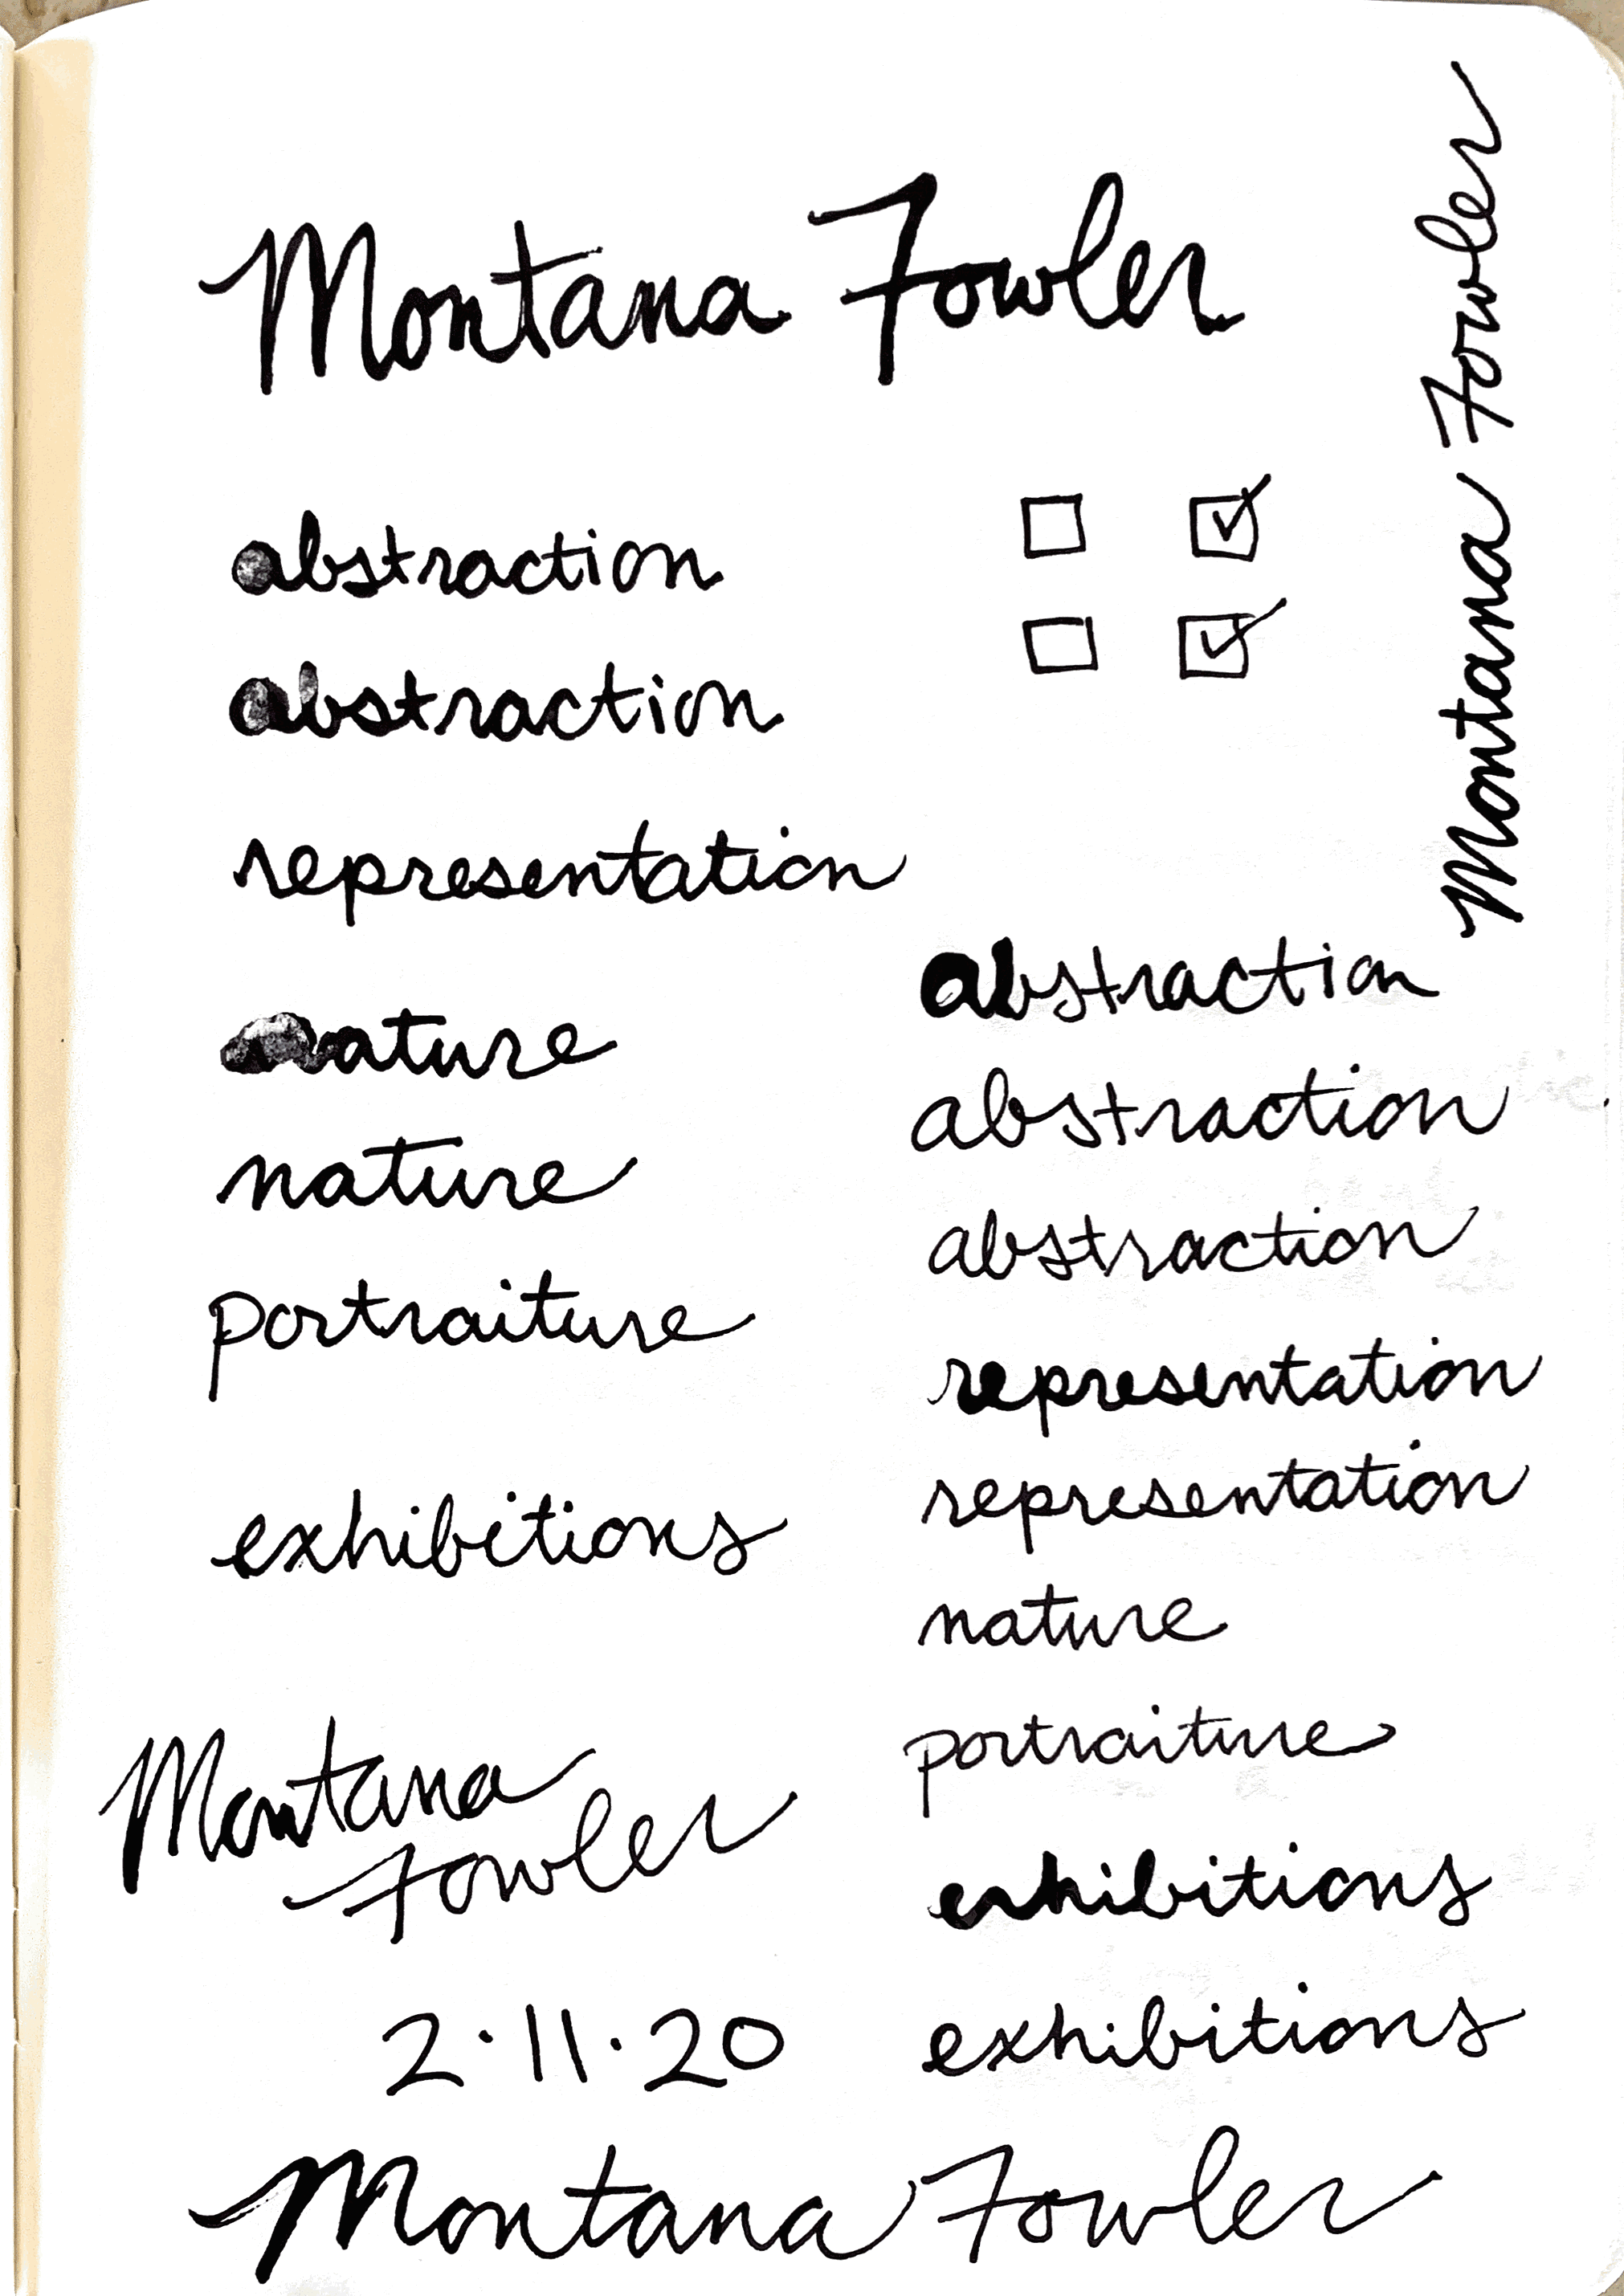 Montana Fowler
Montana Fowler
abstraction
abstraction
representation
nature
nature
portraiture
exhibitions
Montana
Fowler
2·11·20
abstraction
abstraction
abstraction
representation
representation
nature
portraiture
exhibitions
exhibitions
Montana Fowler